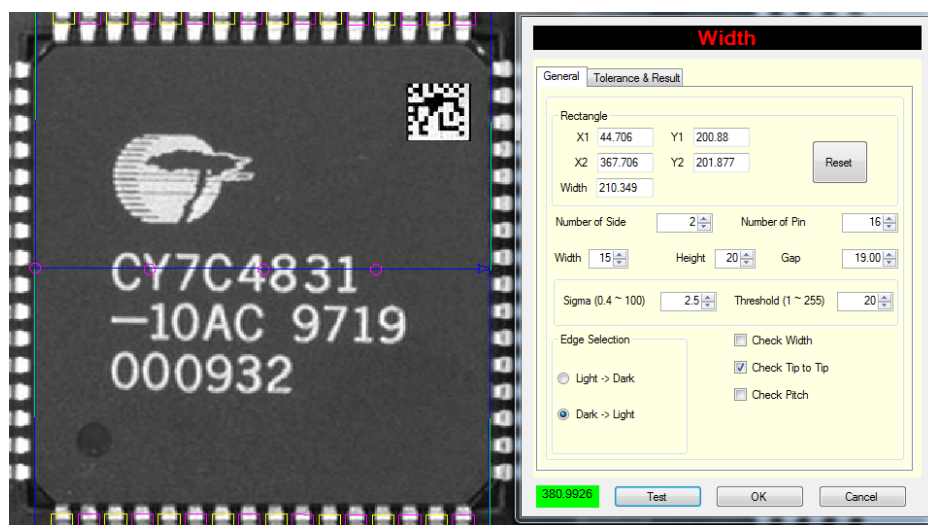 CY7C4831
-10AC 9719
000932
Width
General
Tolerance & Result
Rectangle
X1 44.706 Y1 200.88
X2 367.706 Y2 201.877
Reset
Width 210.349
Number of Side 2 Number of Pin 16
Width 15 Height 20 Gap 19.00
Sigma (0.4 ~ 100) 2.5 Threshold (1 ~ 255) 20
Edge Selection
Check Width
Light -> Dark
Check Tip to Tip
Dark -> Light
Check Pitch
380.9926
Test
OK
Cancel